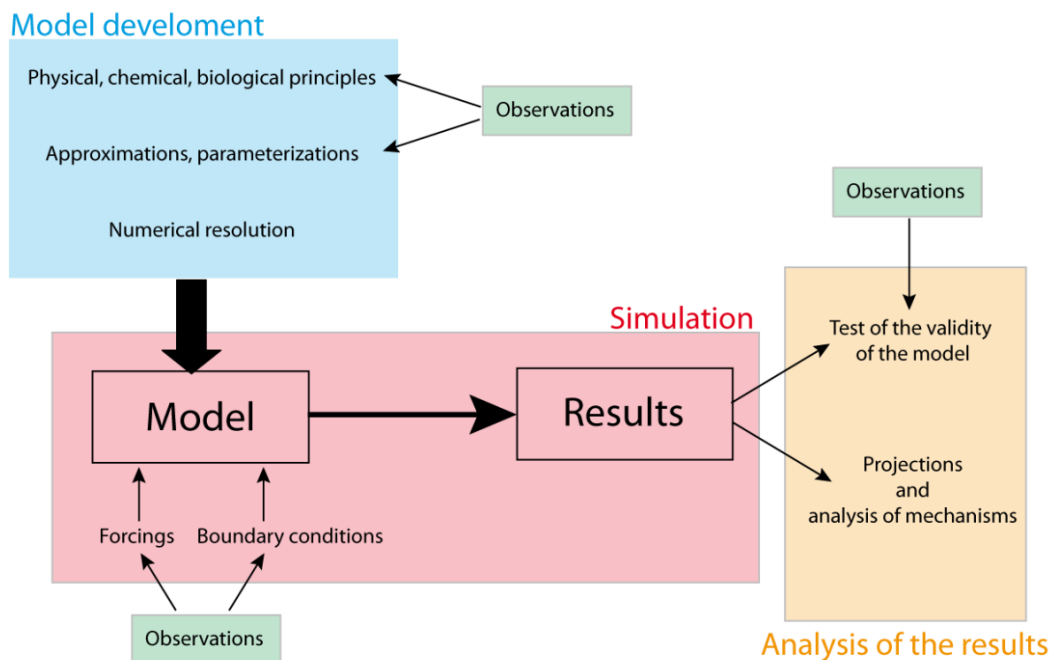 Model develoment
Physical, chemical, biological principles
Observations
Approximations, parameterizations
Numerical resolution
Observations
Simulation
Test of the validity
of the model
Model
Results
Projections
and
analysis of mechanisms
Forcings
Boundary conditions
Observations
Analysis of the results